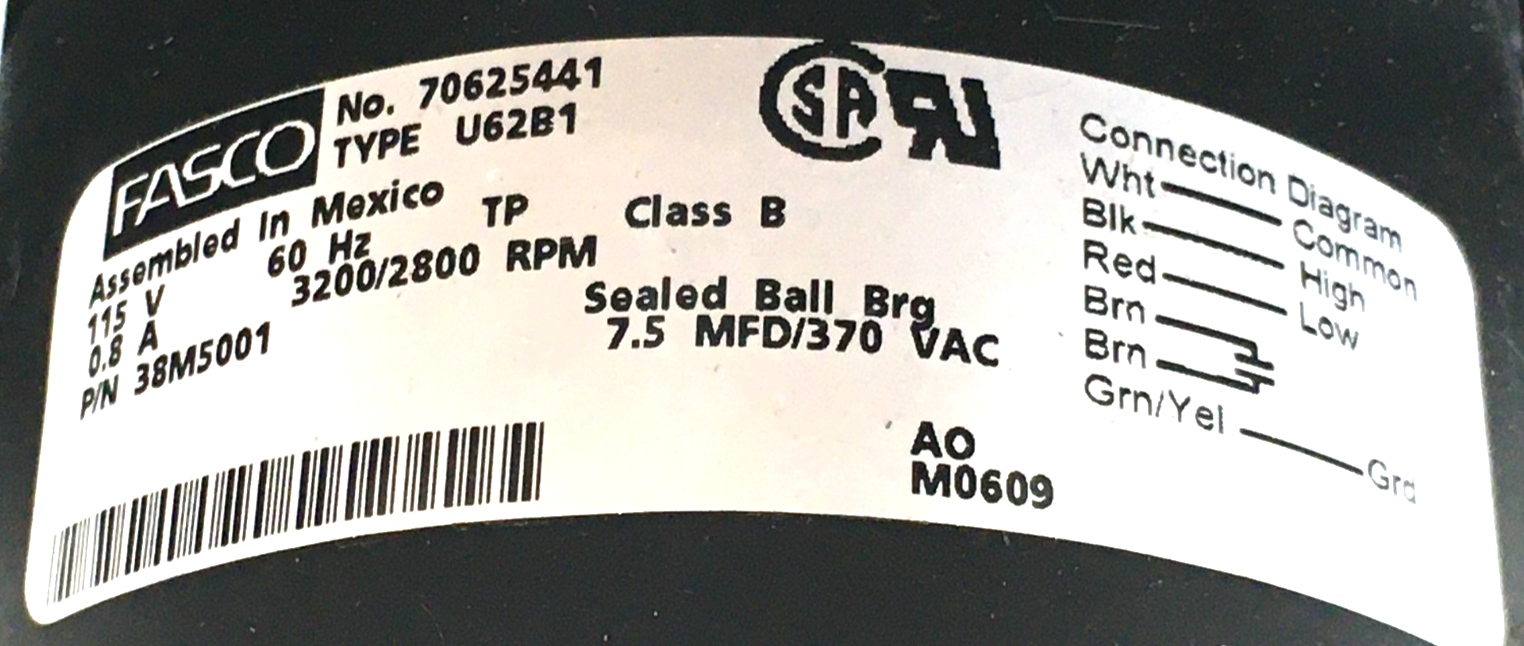 FASCO
No. 70625441
TYPE U62B1
Assembled In Mexico
TP Class B
115 V 60 Hz
0.8 A 3200/2800 RPM
Sealed Ball Brg
P/N 38M5001
7.5 MFD/370 VAC
AO
M0609
SA
RU
Connection Diagram
Wht Common
Blk High
Red Low
Brn
Brn
Grn/Yel Grd